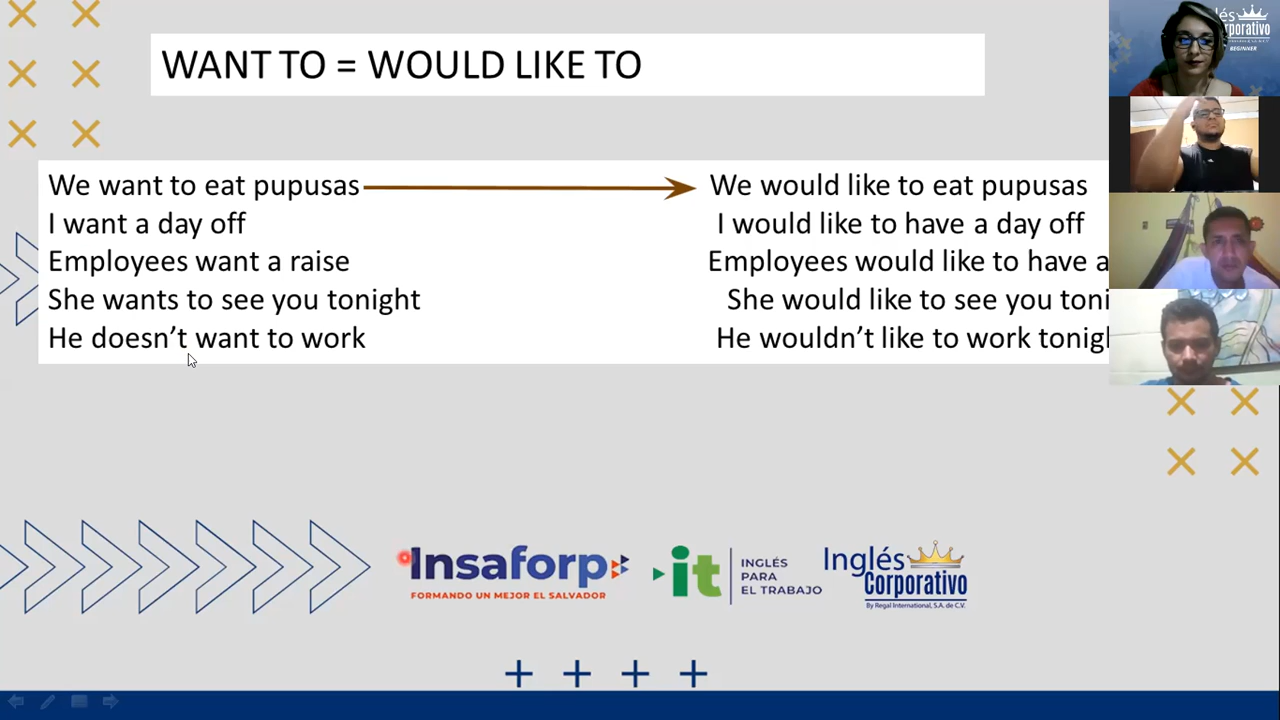 WANT TO = WOULD LIKE TO
We want to eat pupusas
We would like to eat pupusas
I want a day off
I would like to have a day off
Employees want a raise
Employees would like to have a
She wants to see you tonight
She would like to see you
He doesn't want to work
He wouldn't like to work
Insaforp
FORMANDO UN MEJOR EL SALVADOR
it
INGLÉS
PARA
EL TRABAJO
Inglés
Corporativo
By Regal International, S.A. de C.V.
BEGINNER